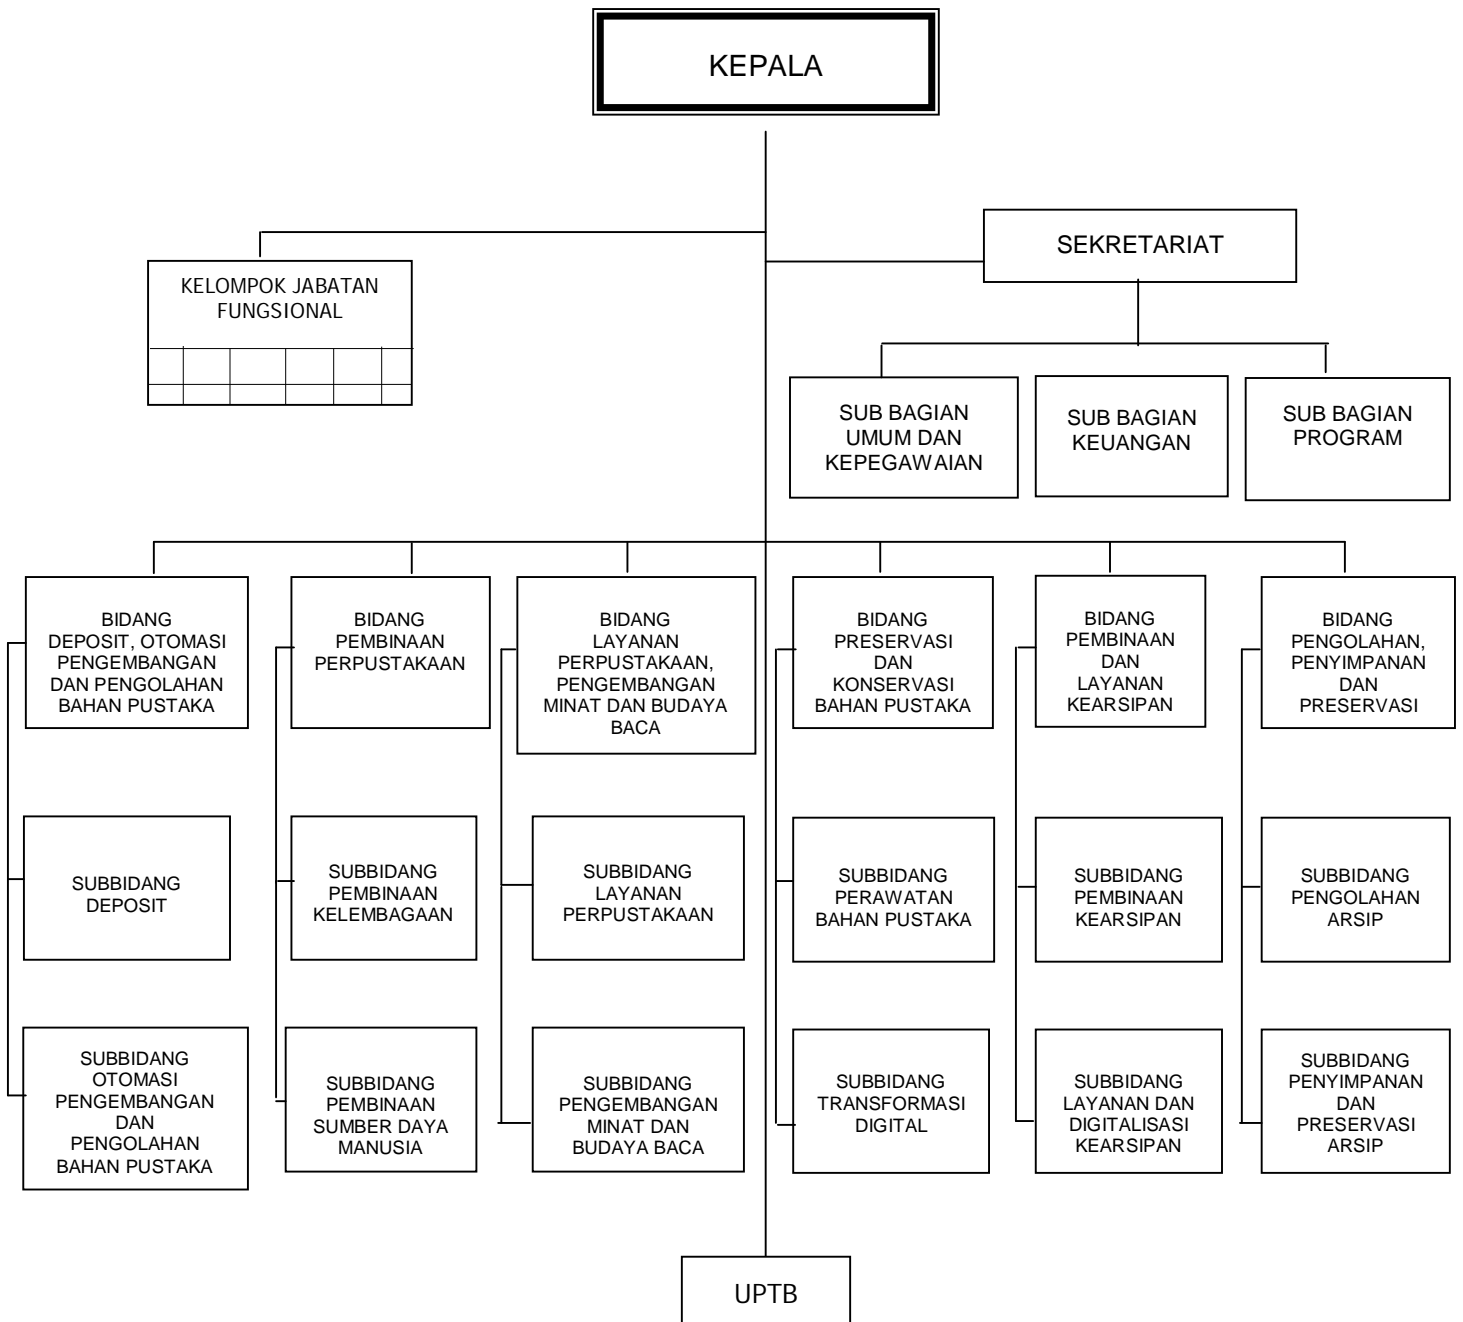 KEPALA
SEKRETARIAT
KELOMPOK JABATAN
FUNGSIONAL
SUB BAGIAN
UMUM DAN
KEPEGAWAIAN
SUB BAGIAN
KEUANGAN
SUB BAGIAN
PROGRAM
BIDANG
DEPOSIT, OTOMASI
PENGEMBANGAN
DAN PENGOLAHAN
BAHAN PUSTAKA
BIDANG
PEMBINAAN
PERPUSTAKAAN
BIDANG
LAYANAN
PERPUSTAKAAN,
PENGEMBANGAN
MINAT DAN BUDAYA
BACA
BIDANG
PRESERVASI
DAN
KONSERVASI
BAHAN PUSTAKA
BIDANG
PEMBINAAN
DAN
LAYANAN
KEARSIPAN
BIDANG
PENGOLAHAN,
PENYIMPANAN
DAN
PRESERVASI
SUBBIDANG
DEPOSIT
SUBBIDANG
PEMBINAAN
KELEMBAGAAN
SUBBIDANG
LAYANAN
PERPUSTAKAAN
SUBBIDANG
PERAWATAN
BAHAN PUSTAKA
SUBBIDANG
PEMBINAAN
KEARSIPAN
SUBBIDANG
PENGOLAHAN
ARSIP
SUBBIDANG
OTOMASI
PENGEMBANGAN
DAN
PENGOLAHAN
BAHAN PUSTAKA
SUBBIDANG
PEMBINAAN
SUMBER DAYA
MANUSIA
SUBBIDANG
PENGEMBANGAN
MINAT DAN
BUDAYA BACA
SUBBIDANG
TRANSFORMASI
DIGITAL
SUBBIDANG
LAYANAN DAN
DIGITALISASI
KEARSIPAN
SUBBIDANG
PENYIMPANAN
DAN
PRESERVASI
ARSIP
UPTB